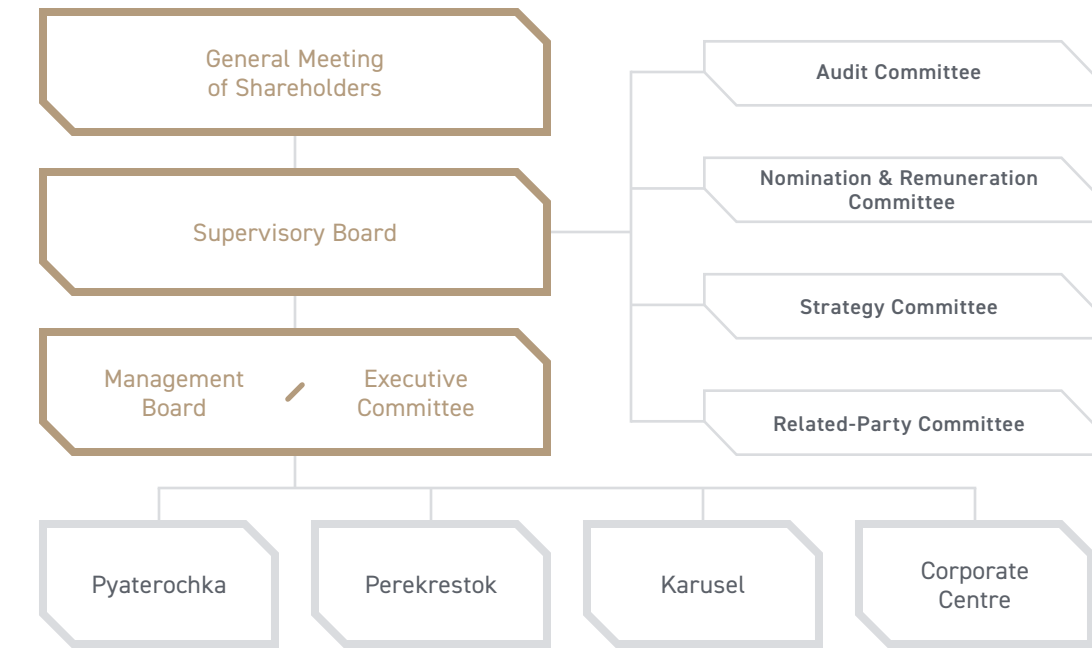 General Meeting
of Shareholders
Audit Committee
Nomination & Remuneration
Committee
Supervisory Board
Strategy Committee
Management
Board
Executive
Committee
Related-Party Committee
Pyaterochka
Perekrestok
Karusel
Corporate
Centre